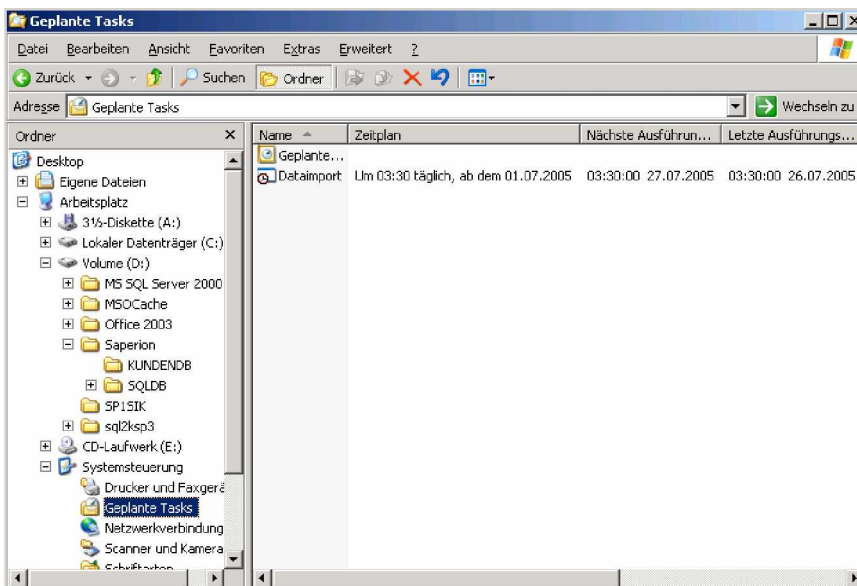 Geplante Tasks
Datei Bearbeiten Ansicht Favoriten Extras Erweitert ?
Zurück Suchen Ordner
Adresse Geplante Tasks Wechseln zu
Ordner
Desktop
Eigene Dateien
Arbeitsplatz
3½-Diskette (A:)
Lokaler Datenträger (C:)
Volume (D:)
MS SQL Server 2000
MSOCache
Office 2003
Saperion
KUNDENDB
SQLDB
SP1SIK
sql2ksp3
CD-Laufwerk (E:)
Systemsteuerung
Drucker und Faxgerä
Geplante Tasks
Netzwerkverbindung
Scanner und Kamera
Schriftarten
Name Zeitplan Nächste Ausführun... Letzte Ausführungs...
Geplante...
Dataimport Um 03:30 täglich, ab dem 01.07.2005 03:30:00 27.07.2005 03:30:00 26.07.2005